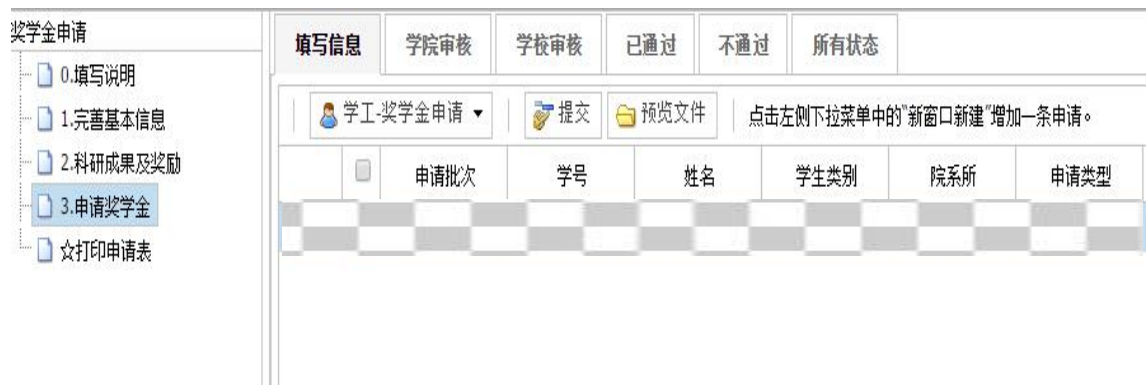 奖学金申请
0.填写说明
1.完善基本信息
2.科研成果及奖励
3.申请奖学金
☆打印申请表
填写信息 学院审核 学校审核 已通过 不通过 所有状态
学工-奖学金申请 提交 预览文件 点击左侧下拉菜单中的"新窗口新建"增加一条申请。
申请批次 学号 姓名 学生类别 院系所 申请类型